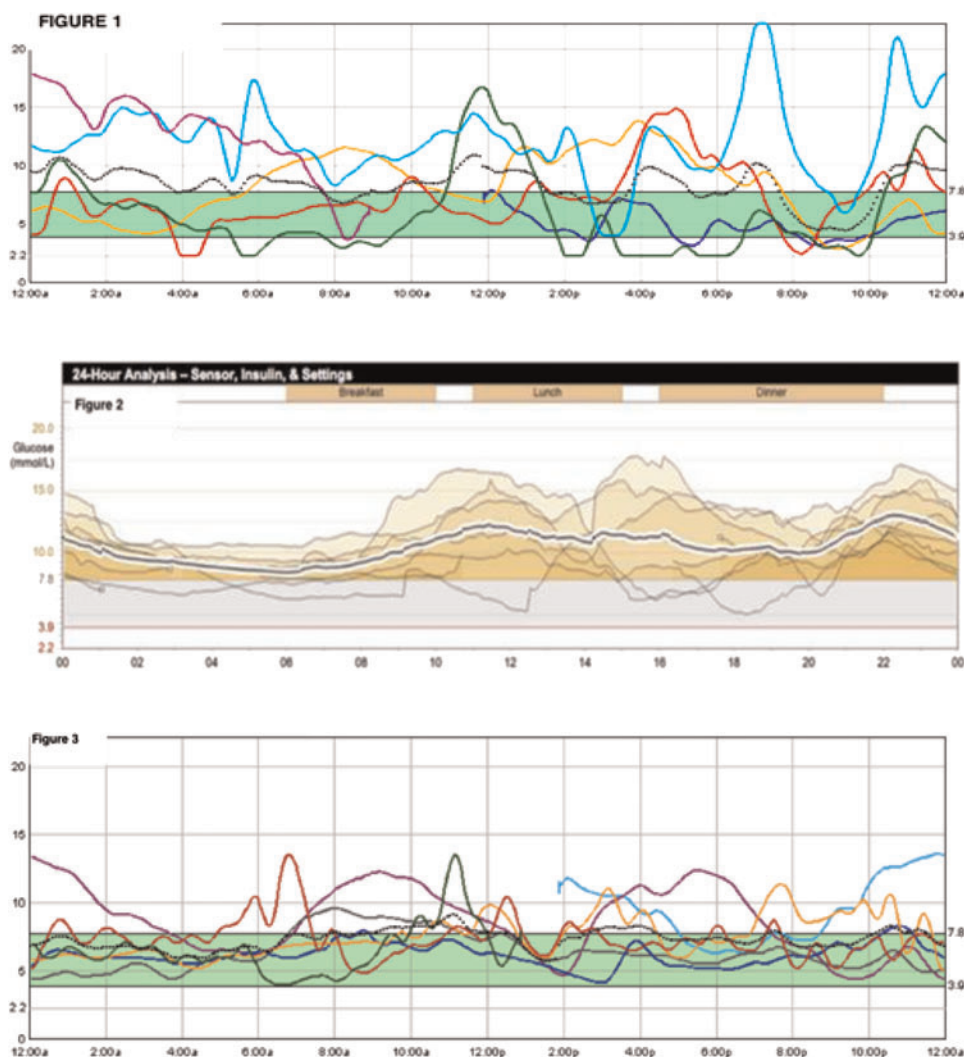 FIGURE 1
20
15
10
7.8
5
3.9
2.2
0
12:00a 2:00a 4:00a 6:00a 8:00a 10:00a 12:00p 2:00p 4:00p 6:00p 8:00p 10:00p 12:00a
24-Hour Analysis – Sensor, Insulin, & Settings
Breakfast Lunch Dinner
Figure 2
20.0
Glucose
(mmol/L)
15.0
10.0
7.8
3.9
2.2
00 02 04 06 08 10 12 14 16 18 20 22 00
Figure 3
20
15
10
7.8
5
3.9
2.2
0
12:00a 2:00a 4:00a 6:00a 8:00a 10:00a 12:00p 2:00p 4:00p 6:00p 8:00p 10:00p 12:00a